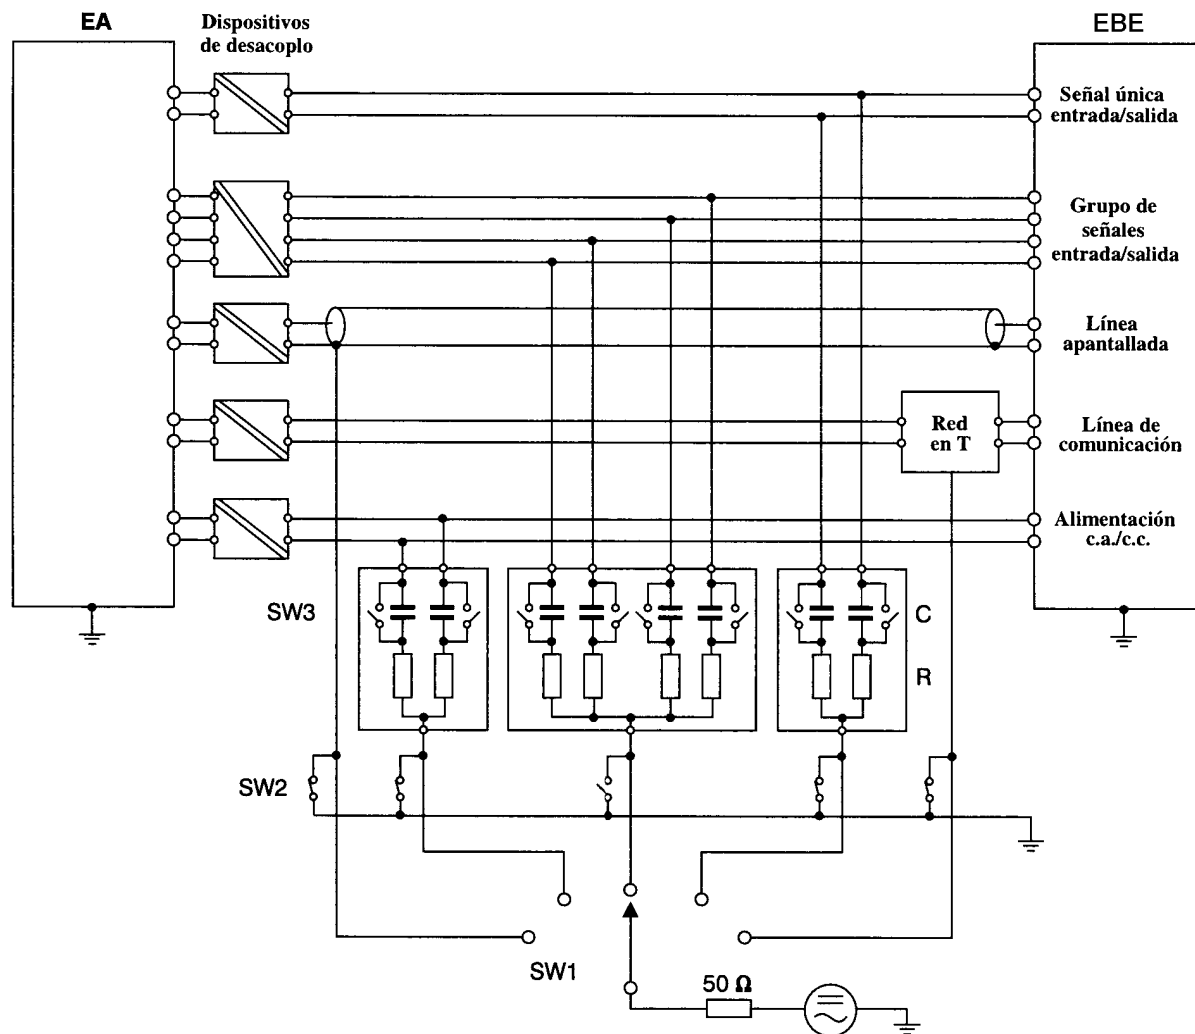 EA
Dispositivos
de desacoplo
EBE
Señal única
entrada/salida
Grupo de
señales
entrada/salida
Línea
apantallada
Red
en T
Línea de
comunicación
Alimentación
c.a./c.c.
SW3
C
R
SW2
SW1
50 Ω